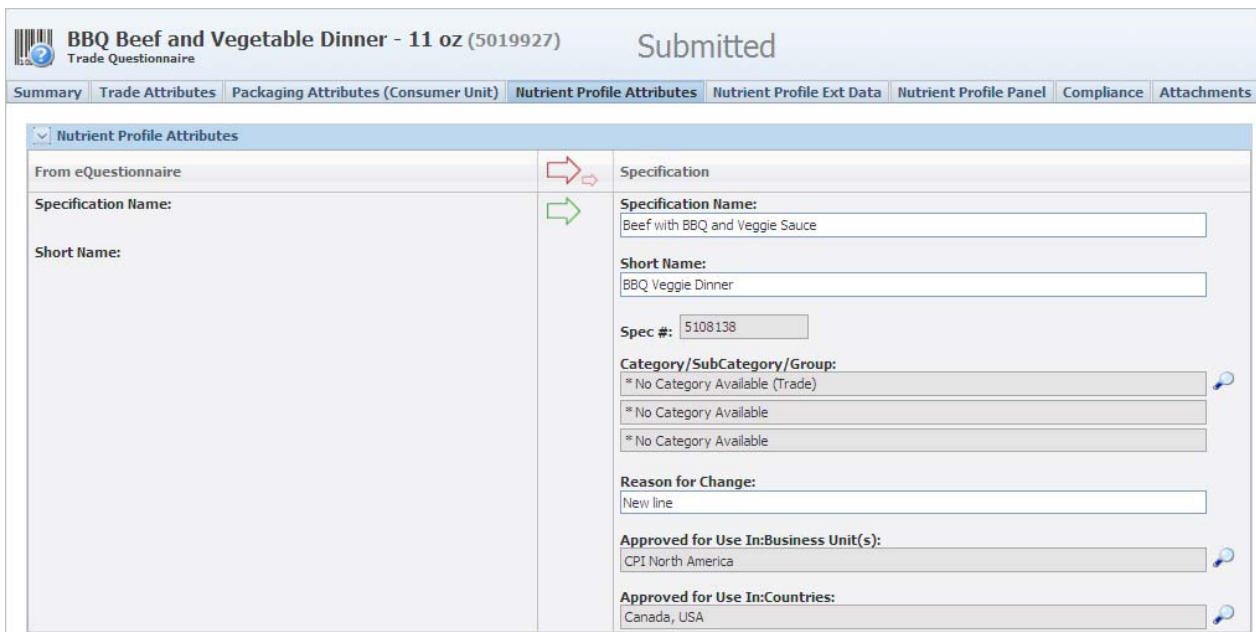 BBQ Beef and Vegetable Dinner - 11 oz (5019927)
Submitted
Trade Questionnaire
Summary Trade Attributes Packaging Attributes (Consumer Unit) Nutrient Profile Attributes Nutrient Profile Ext Data Nutrient Profile Panel Compliance Attachments
Nutrient Profile Attributes
From eQuestionnaire
Specification
Specification Name:
Short Name:
Specification Name:
Beef with BBQ and Veggie Sauce
Short Name:
BBQ Veggie Dinner
Spec #: 5108138
Category/SubCategory/Group:
* No Category Available (Trade)
* No Category Available
* No Category Available
Reason for Change:
New line
Approved for Use In:Business Unit(s):
CPI North America
Approved for Use In:Countries:
Canada, USA